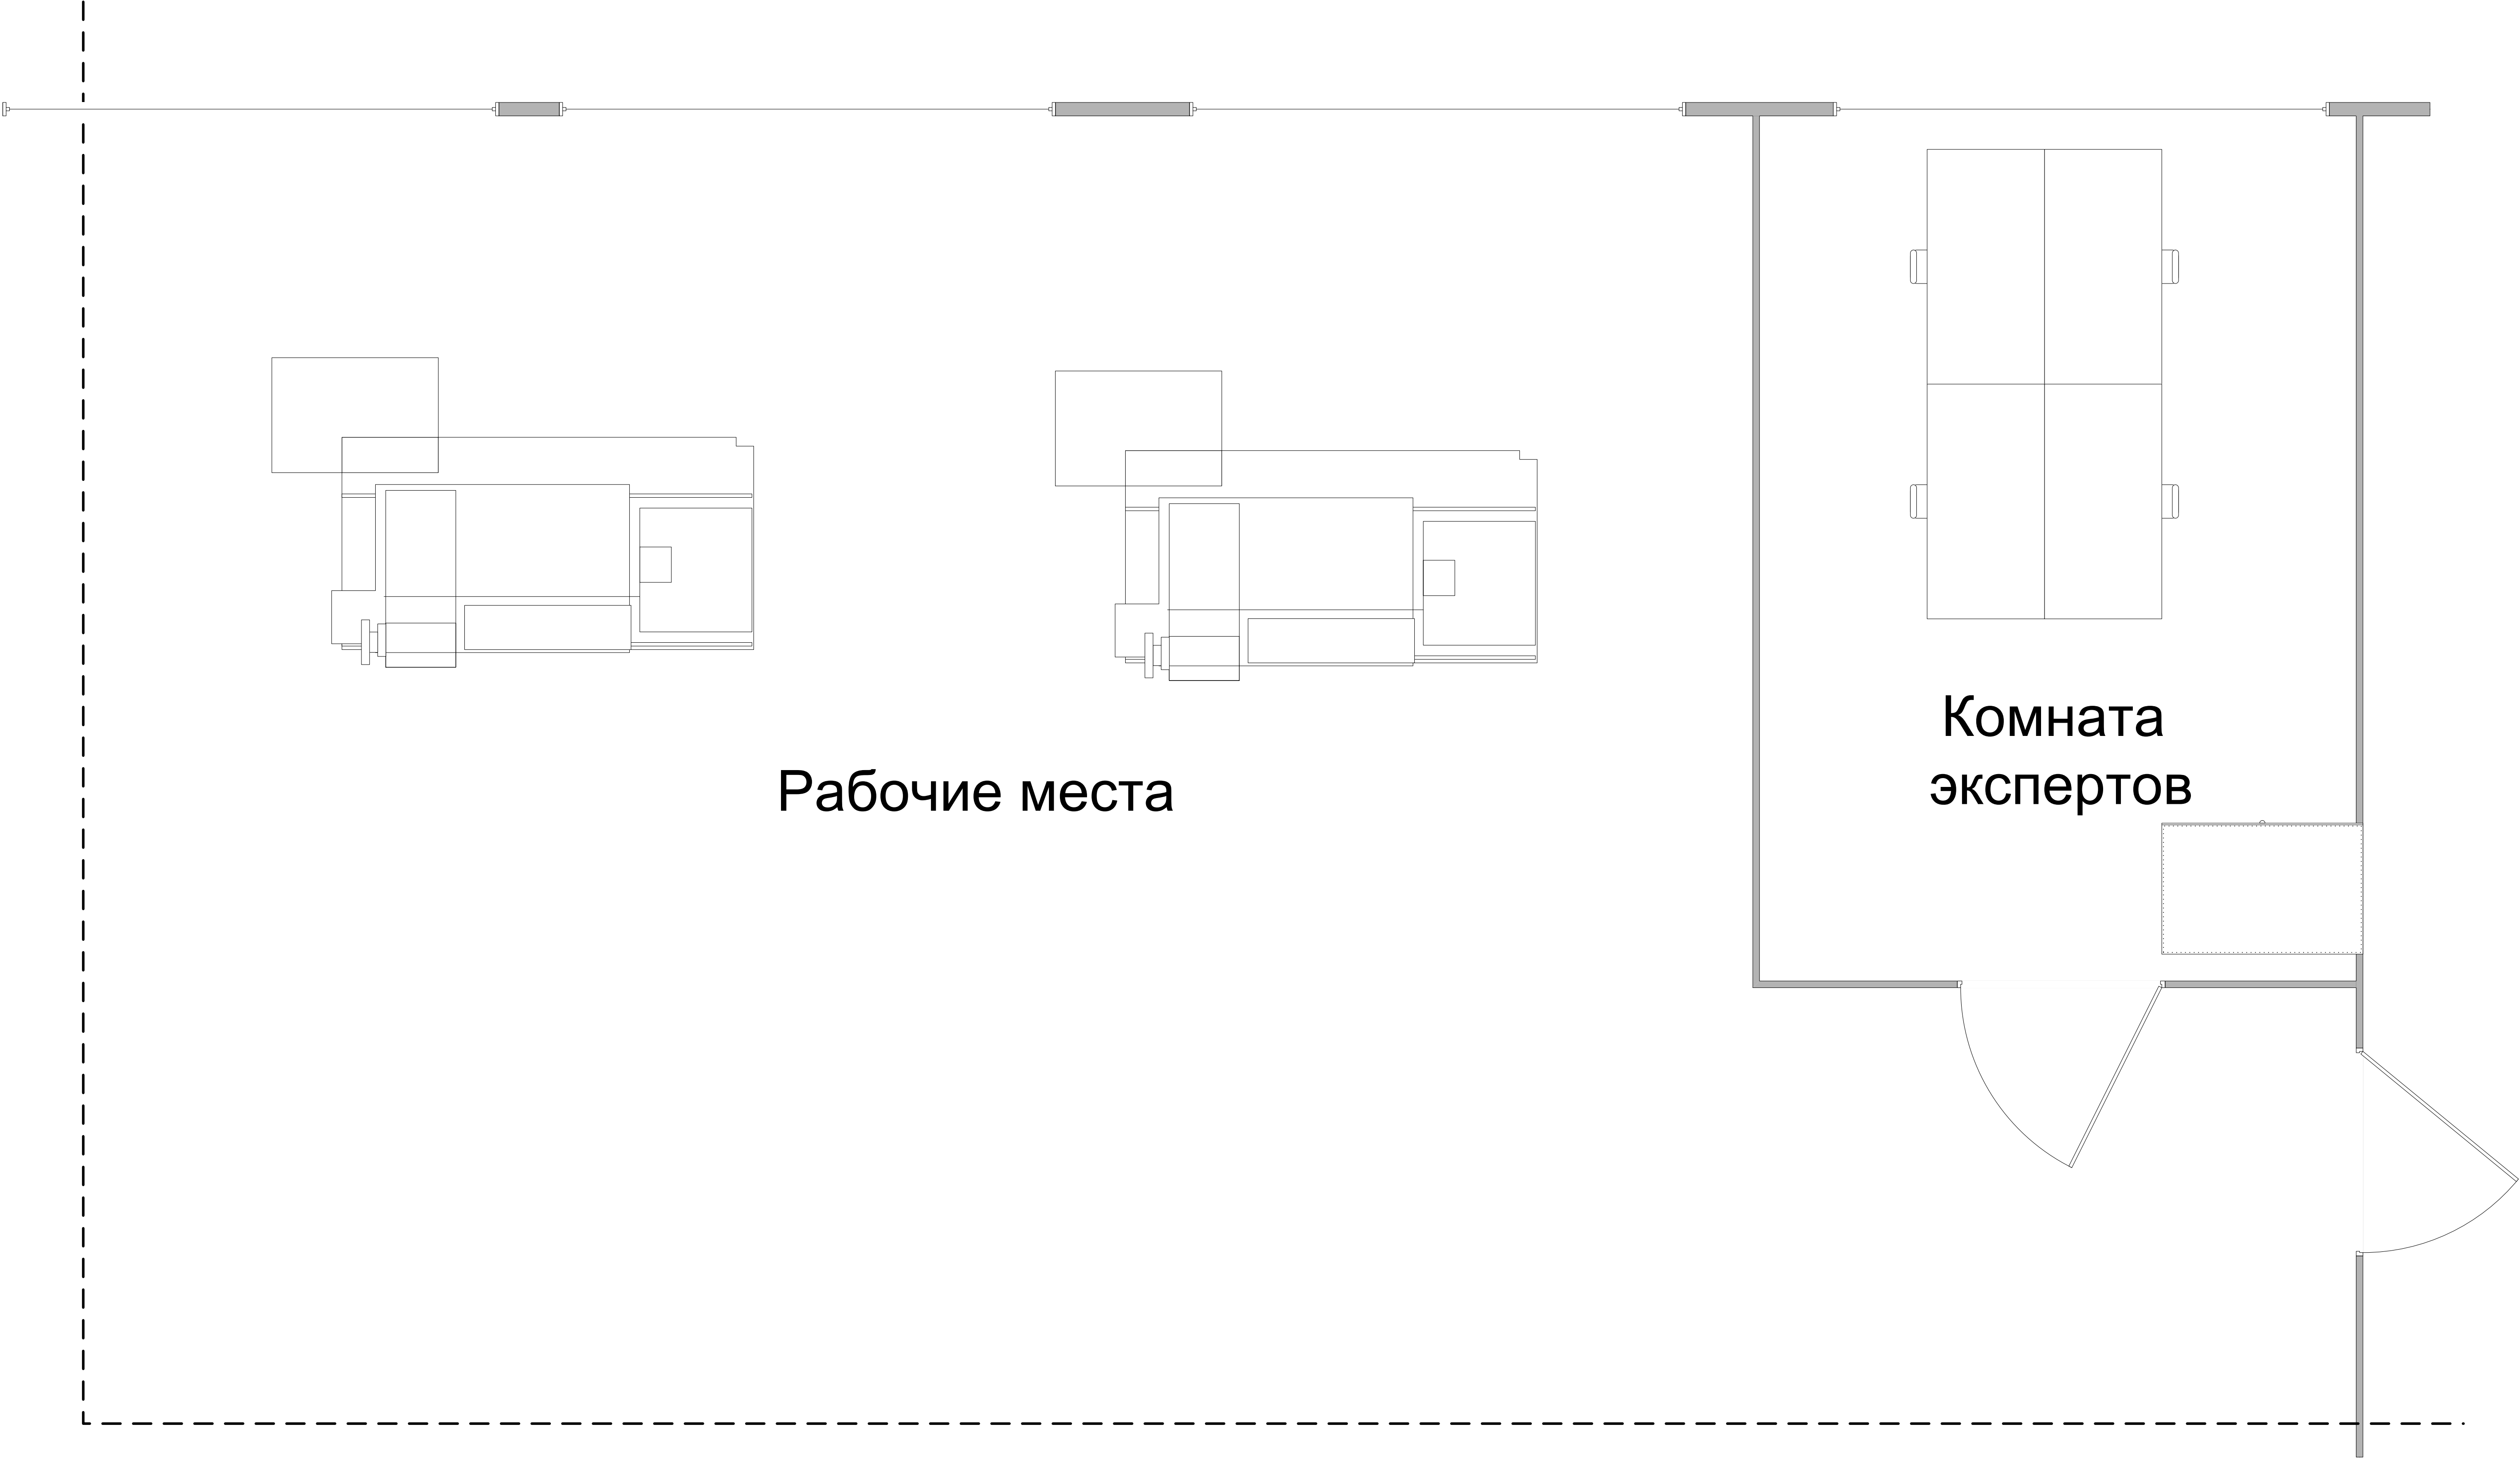 Комната
экспертов
Рабочие места